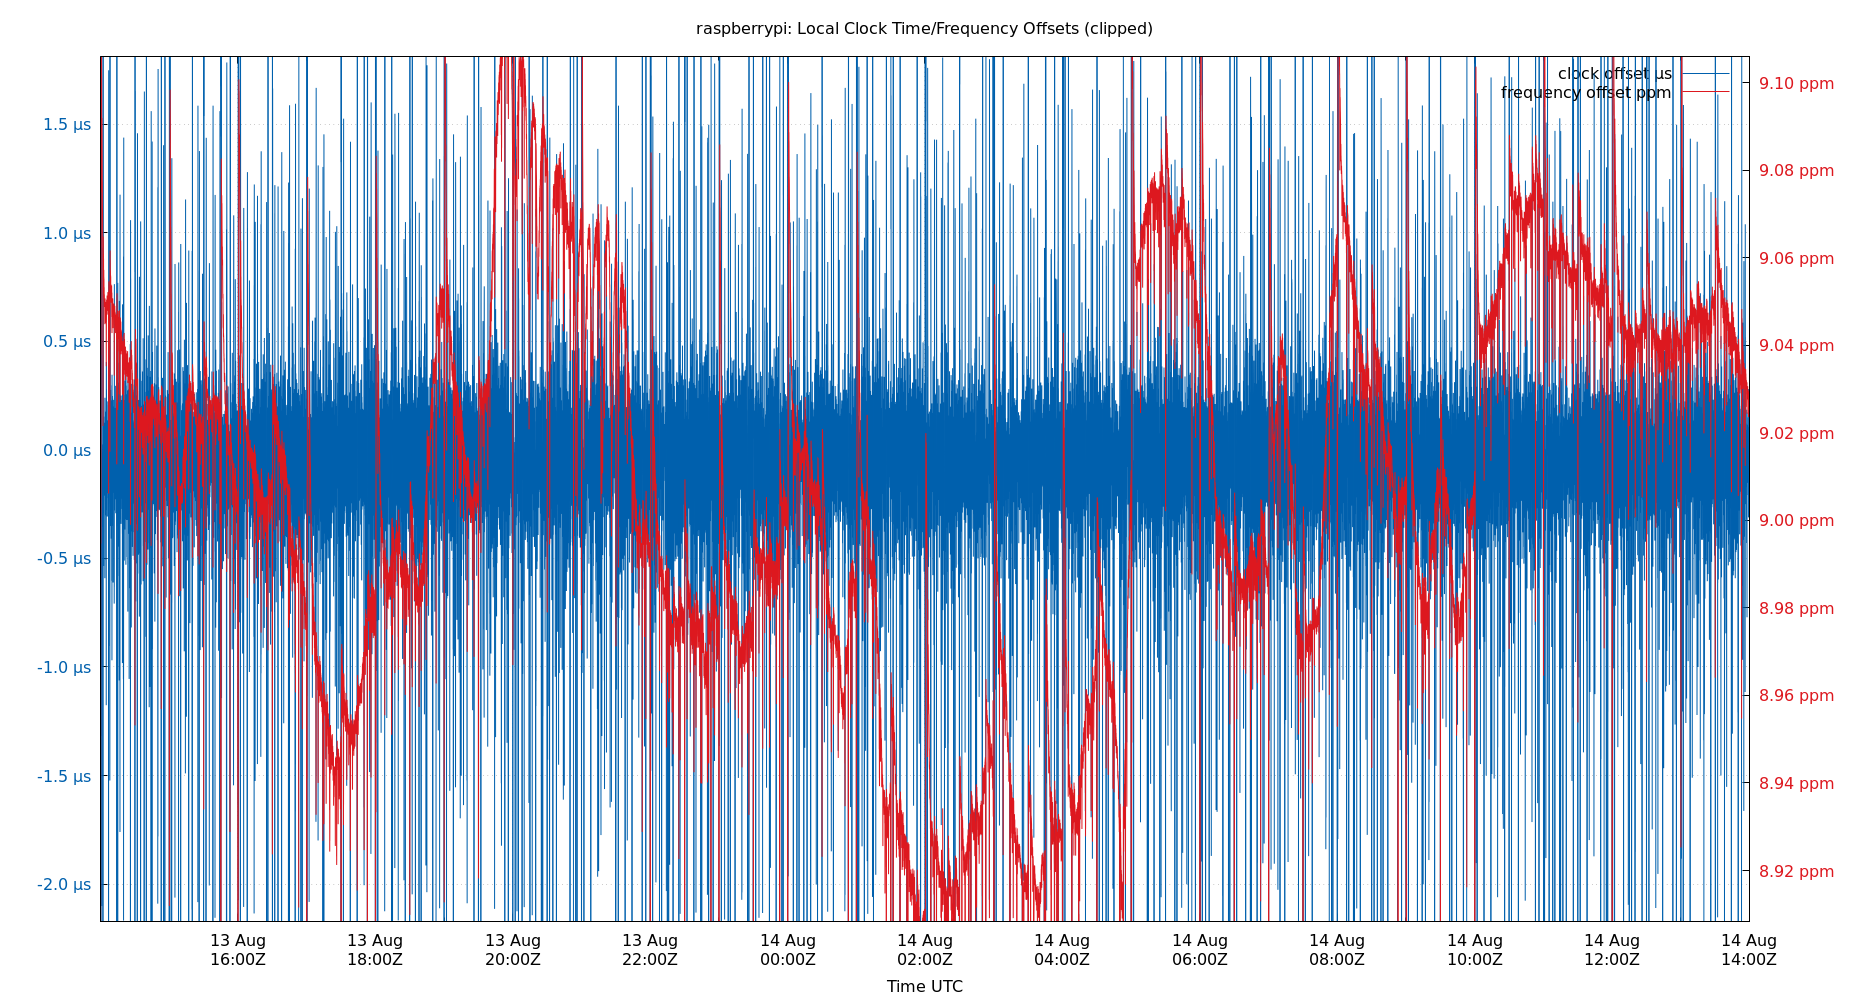 raspberrypi: Local Clock Time/Frequency Offsets (clipped)
clock offset µs
frequency offset ppm
1.5 µs
1.0 µs
0.5 µs
0.0 µs
-0.5 µs
-1.0 µs
-1.5 µs
-2.0 µs
9.10 ppm
9.08 ppm
9.06 ppm
9.04 ppm
9.02 ppm
9.00 ppm
8.98 ppm
8.96 ppm
8.94 ppm
8.92 ppm
13 Aug
16:00Z
13 Aug
18:00Z
13 Aug
20:00Z
13 Aug
22:00Z
14 Aug
00:00Z
14 Aug
02:00Z
14 Aug
04:00Z
14 Aug
06:00Z
14 Aug
08:00Z
14 Aug
10:00Z
14 Aug
12:00Z
14 Aug
14:00Z
Time UTC